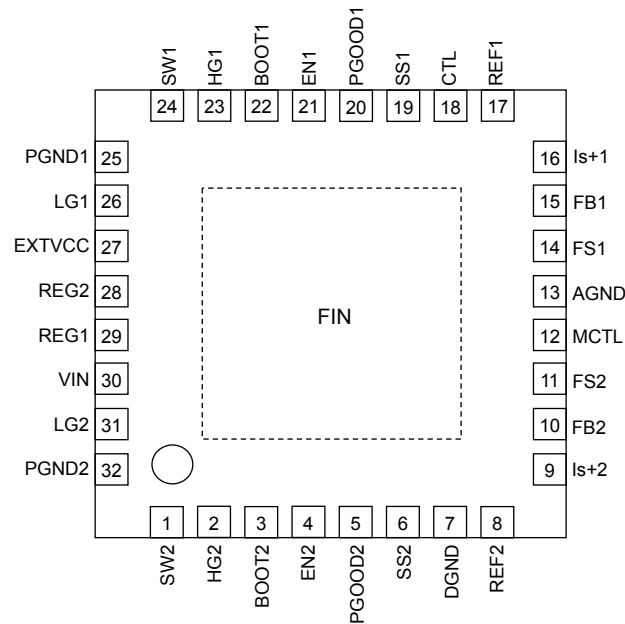 SW1
HG1
BOOT1
EN1
PGOOD1
SS1
CTL
REF1
24 23 22 21 20 19 18 17
PGND1 25
16 Is+1
LG1 26
15 FB1
EXTVCC 27
14 FS1
REG2 28
13 AGND
REG1 29
FIN
12 MCTL
VIN 30
11 FS2
LG2 31
10 FB2
PGND2 32
9 Is+2
1 2 3 4 5 6 7 8
SW2
HG2
BOOT2
EN2
PGOOD2
SS2
DGND
REF2